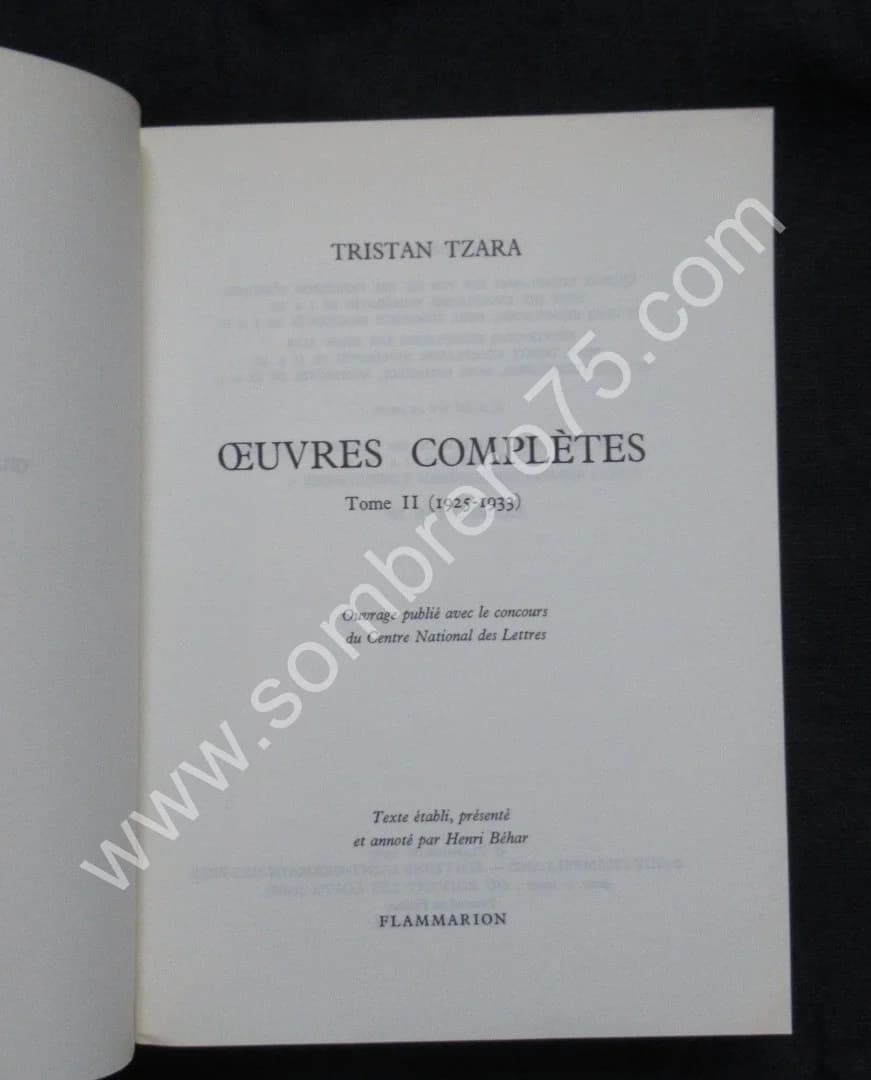 TRISTAN TZARA
ŒUVRES COMPLÈTES
Tome II (1925-1933)
Ouvrage publié avec le concours
du Centre National des Lettres
Texte établi, présenté
et annoté par Henri Béhar
FLAMMARION
www.sombrero75.com